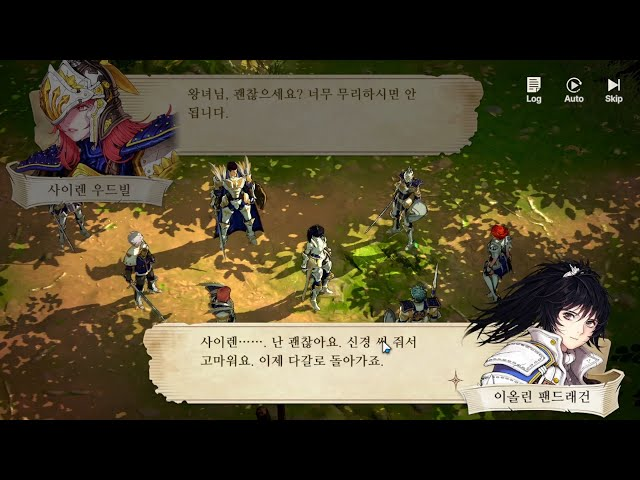 왕녀님, 괜찮으세요? 너무 무리하시면 안
됩니다.
Log Auto Skip
사이렌 우드빌
사이렌……. 난 괜찮아요. 신경 써 줘서
고마워요. 이제 다갈로 돌아가죠.
이올린 팬드래건